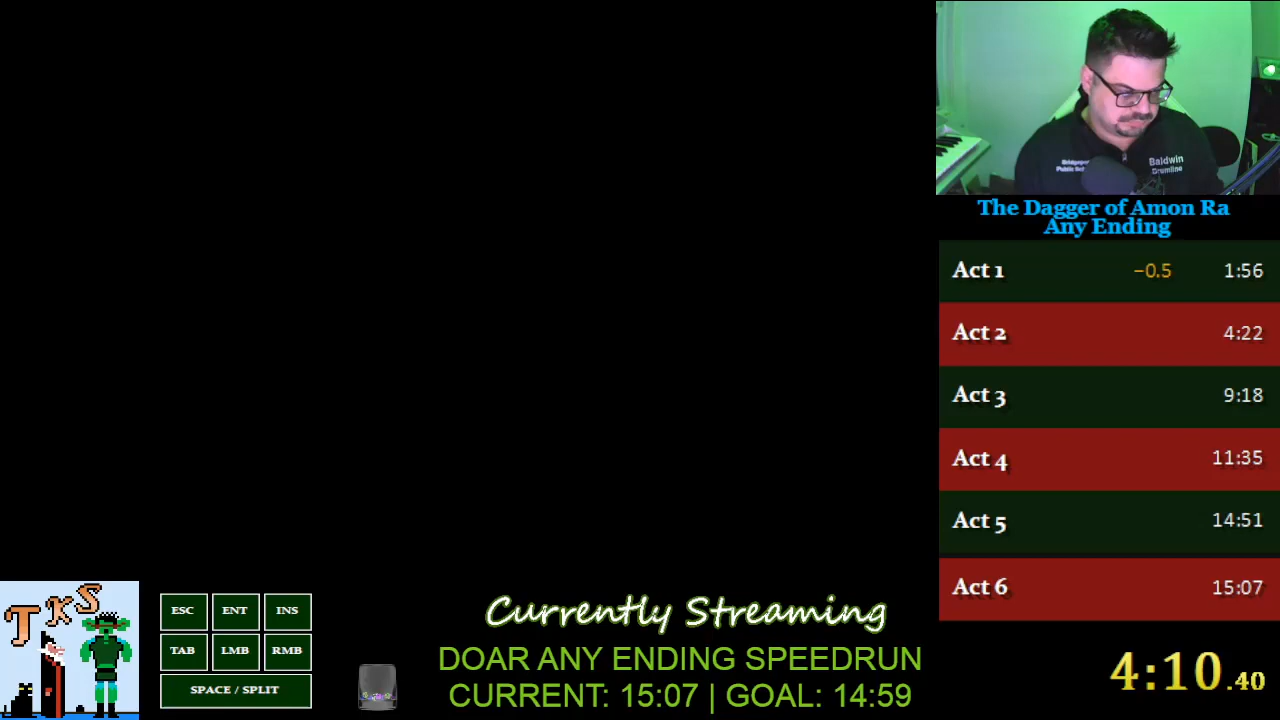 Baldwin
Drumline
The Dagger of Amon Ra
Any Ending
Act 1 −0.5 1:56
Act 2 4:22
Act 3 9:18
Act 4 11:35
Act 5 14:51
Act 6 15:07
4:10.40
TKS
ESC ENT INS
TAB LMB RMB
SPACE / SPLIT
Currently Streaming
DOAR ANY ENDING SPEEDRUN
CURRENT: 15:07 | GOAL: 14:59